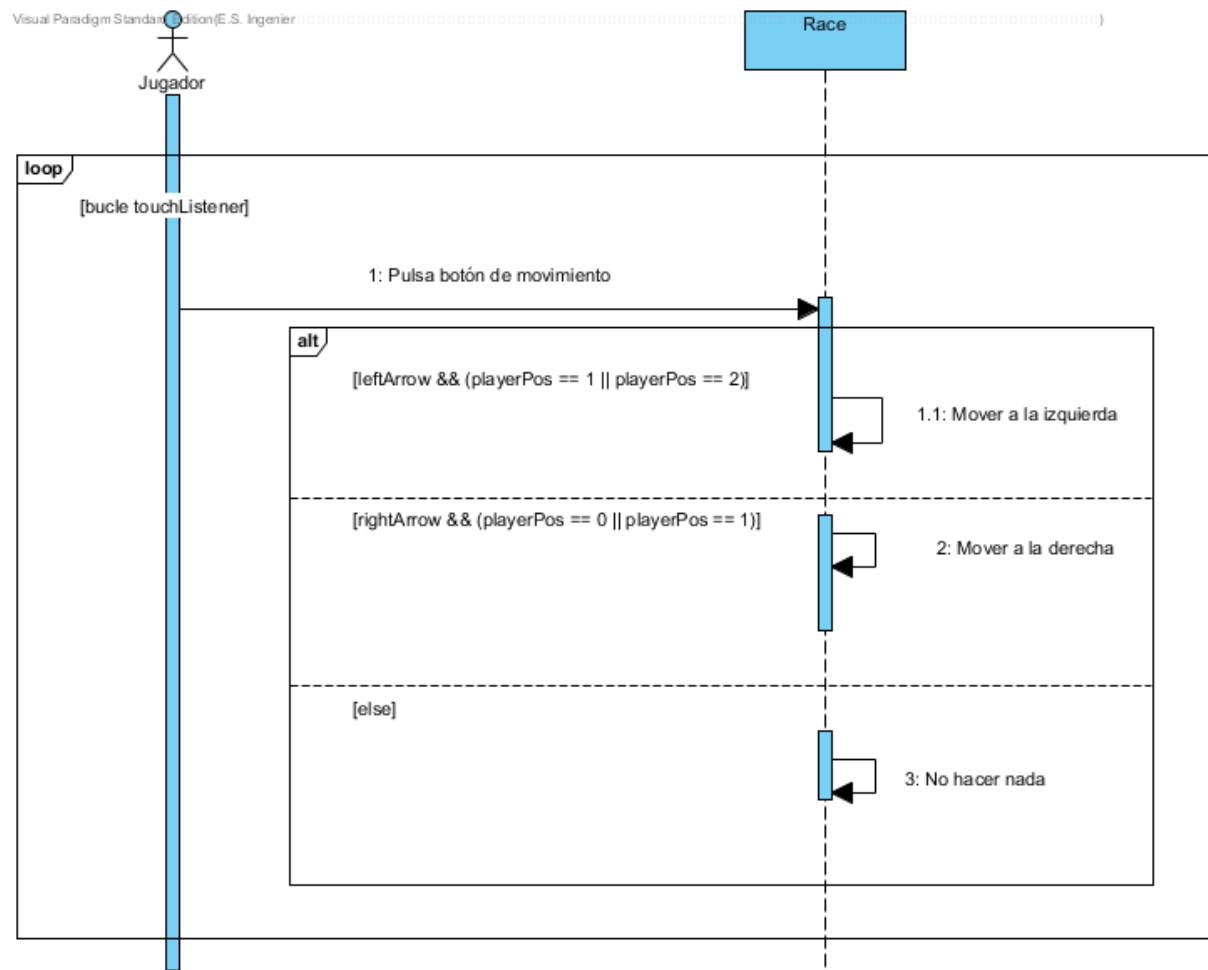 Visual Paradigm Standard Edition(E.S. Ingenier
)
Race
Jugador
loop
[bucle touchListener]
1: Pulsa botón de movimiento
alt
[leftArrow && (playerPos == 1 || playerPos == 2)]
1.1: Mover a la izquierda
[rightArrow && (playerPos == 0 || playerPos == 1)]
2: Mover a la derecha
[else]
3: No hacer nada